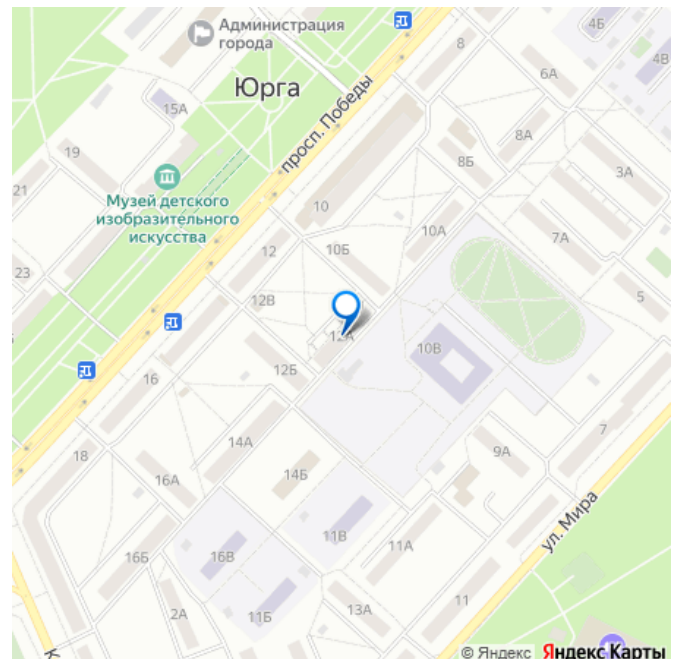 Администрация
города
Юрга
8
4Б
4В
6А
15А
просп. Победы
8А
19
8Б
3А
21
Музей детского
изобразительного
искусства
10
10А
7А
12
10Б
23
12В
5
12А
10В
12Б
16
7
14А
9А
18
14Б
16А
ул. Мира
11В
11А
16Б
16В
2А
11Б
13А
11
К
© Яндекс Яндекс Карты